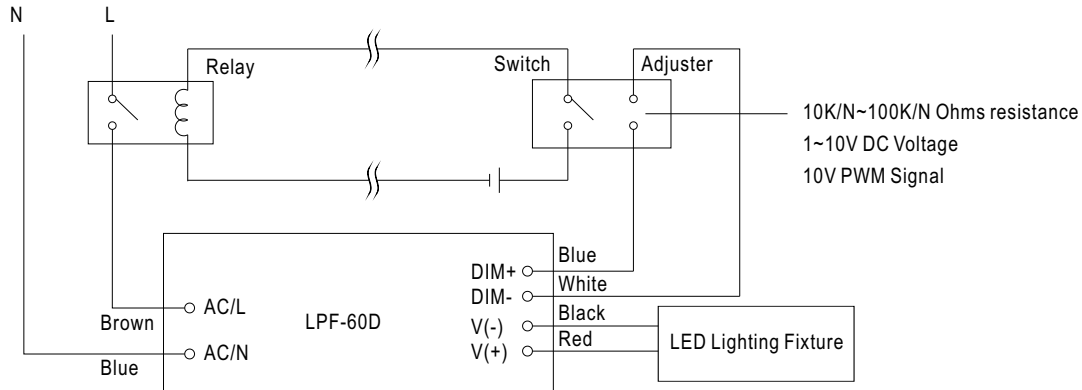 N L
Relay
Switch
Adjuster
10K/N~100K/N Ohms resistance
1~10V DC Voltage
10V PWM Signal
Blue
DIM+
White
DIM-
Black
V(-)
Red
V(+)
AC/L
Brown
AC/N
Blue
LPF-60D
LED Lighting Fixture